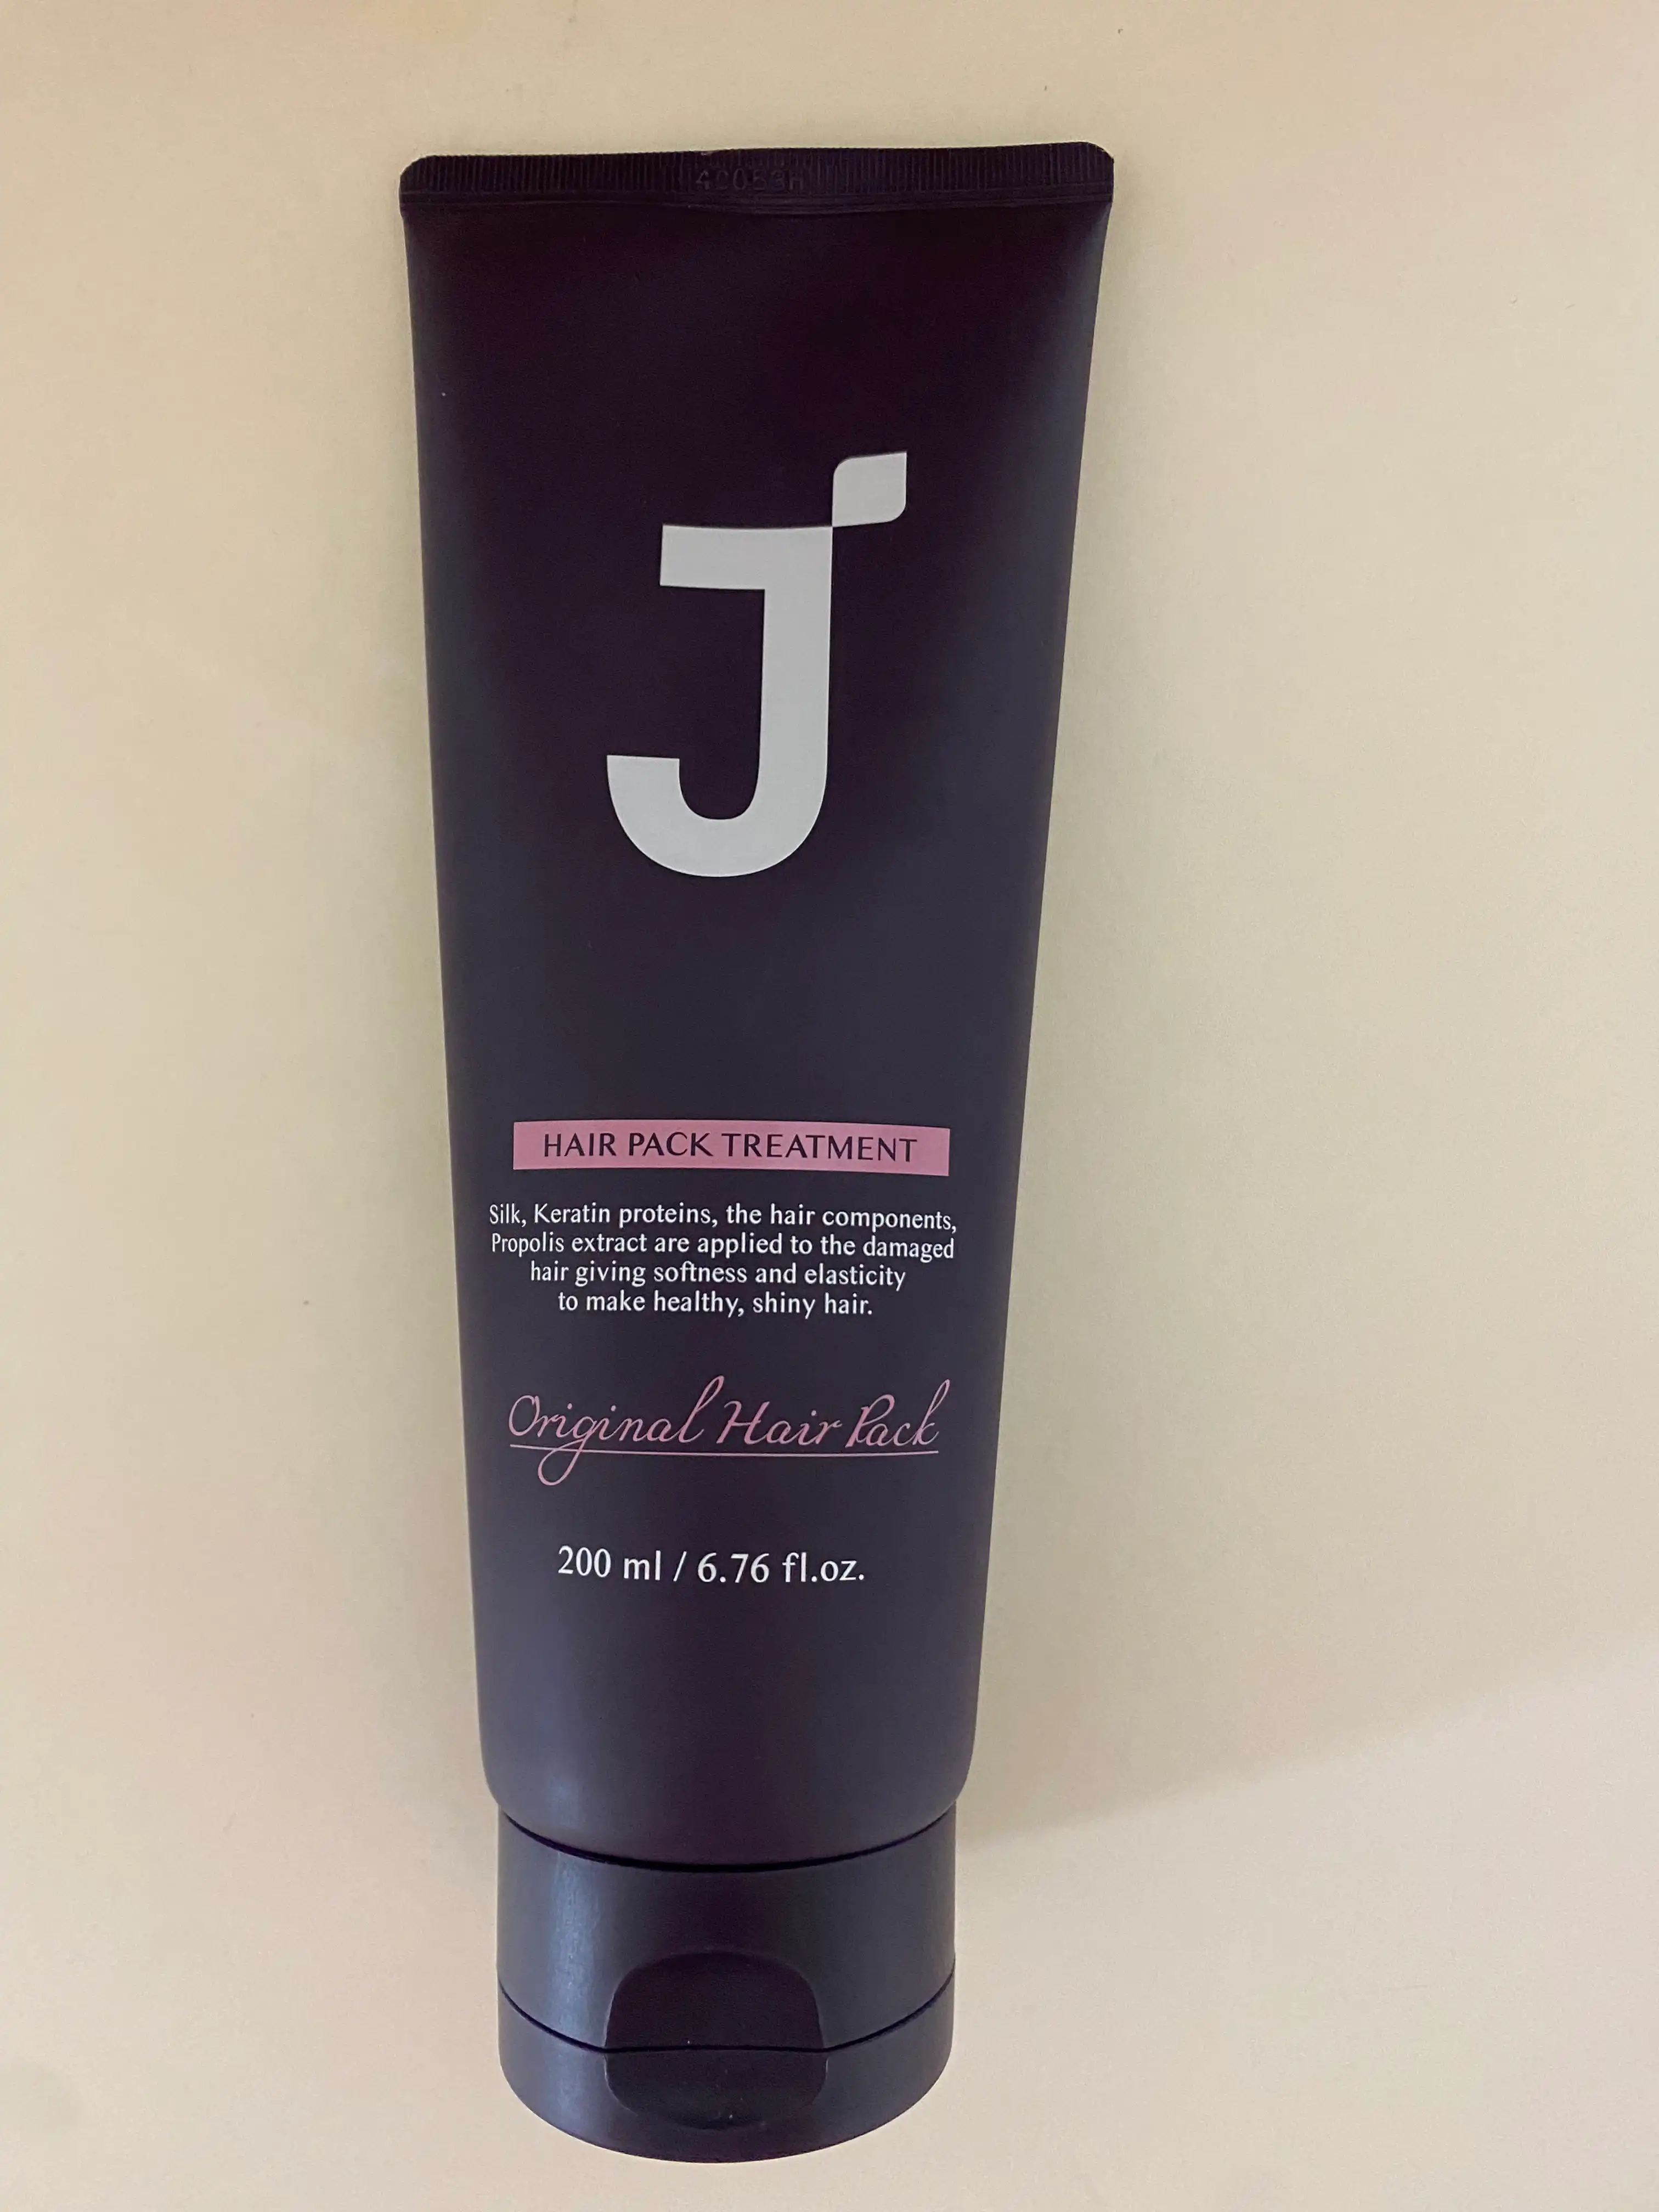 J
HAIR PACK TREATMENT
Silk, Keratin proteins, the hair components,
Propolis extract are applied to the damaged
hair giving softness and elasticity
to make healthy, shiny hair.
Original Hair Pack
200 ml / 6.76 fl.oz.